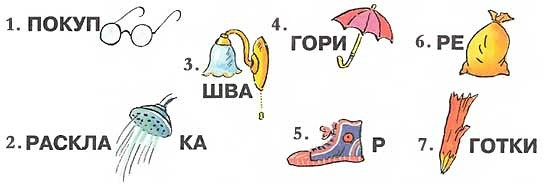 1. ПОКУП
2. РАСКЛА КА
3. ШВА
4. ГОРИ
5. Р
6. РЕ
7. ГОТКИ